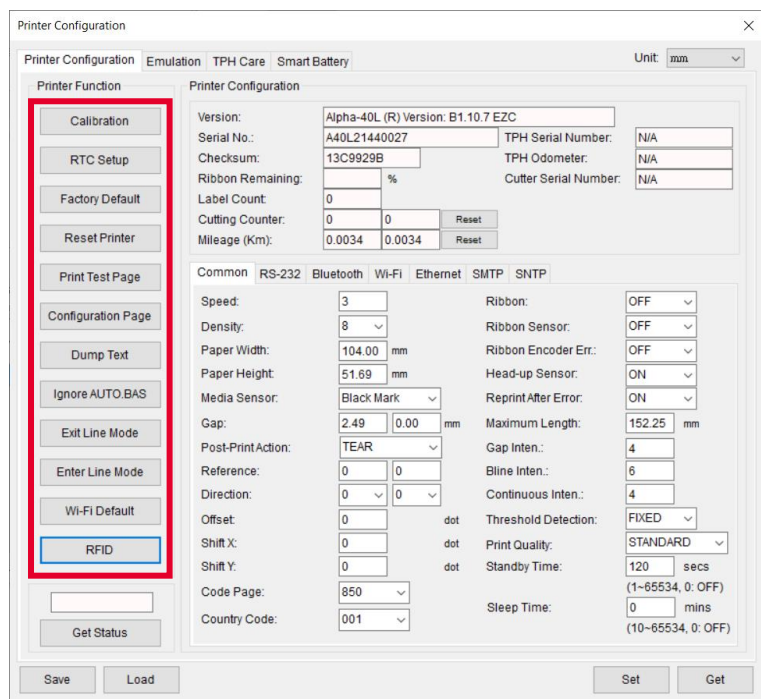 Printer Configuration
Printer Configuration Emulation TPH Care Smart Battery Unit: mm
Printer Function
Calibration
RTC Setup
Factory Default
Reset Printer
Print Test Page
Configuration Page
Dump Text
Ignore AUTO.BAS
Exit Line Mode
Enter Line Mode
Wi-Fi Default
RFID
Get Status
Printer Configuration
Version: Alpha-40L (R) Version: B1.10.7 EZC
Serial No.: A40L21440027 TPH Serial Number: N/A
Checksum: 13C9929B TPH Odometer: N/A
Ribbon Remaining: % Cutter Serial Number: N/A
Label Count: 0
Cutting Counter: 0 0 Reset
Mileage (Km): 0.0034 0.0034 Reset
Common RS-232 Bluetooth Wi-Fi Ethernet SMTP SNTP
Speed: 3 Ribbon: OFF
Density: 8 Ribbon Sensor: OFF
Paper Width: 104.00 mm Ribbon Encoder Err.: OFF
Paper Height: 51.69 mm Head-up Sensor: ON
Media Sensor: Black Mark Reprint After Error: ON
Gap: 2.49 0.00 mm Maximum Length: 152.25 mm
Post-Print Action: TEAR Gap Inten.: 4
Reference: 0 0 Bline Inten.: 6
Direction: 0 0 Continuous Inten.: 4
Offset: 0 dot Threshold Detection: FIXED
Shift X: 0 dot Print Quality: STANDARD
Shift Y: 0 dot Standby Time: 120 secs
(1~65534, 0: OFF)
Code Page: 850
Sleep Time: 0 mins
Country Code: 001
(10~65534, 0: OFF)
Save Load Set Get